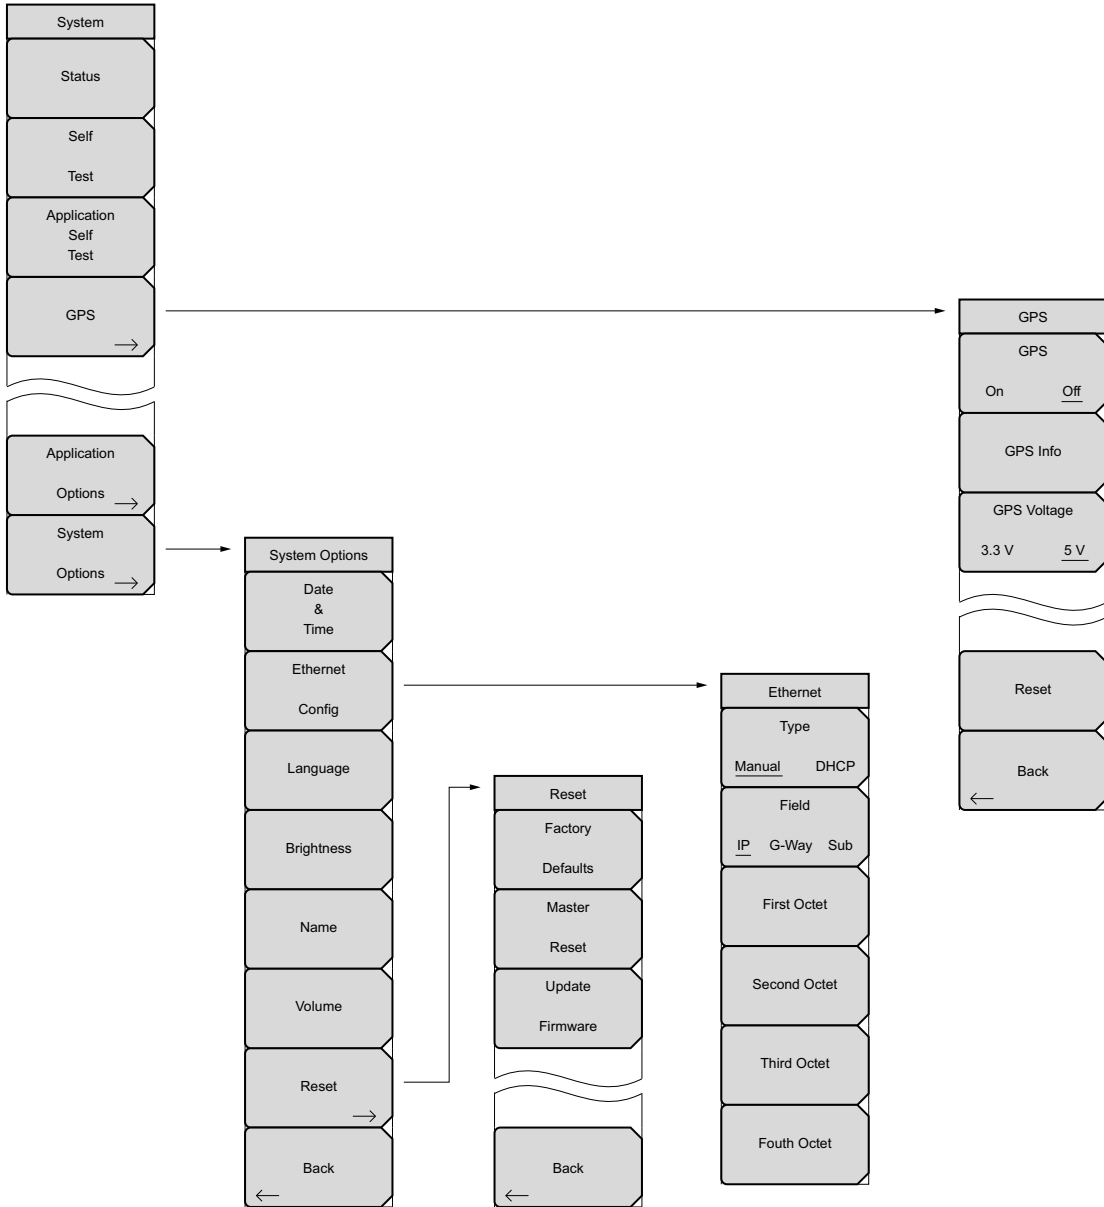 System
Status
Self
Test
Application
Self
Test
GPS
Application
Options
System
Options
System Options
Date
&
Time
Ethernet
Config
Language
Brightness
Name
Volume
Reset
Back
Reset
Factory
Defaults
Master
Reset
Update
Firmware
Back
Ethernet
Type
Manual DHCP
Field
IP G-Way Sub
First Octet
Second Octet
Third Octet
Fouth Octet
GPS
GPS
On Off
GPS Info
GPS Voltage
3.3 V 5 V
Reset
Back